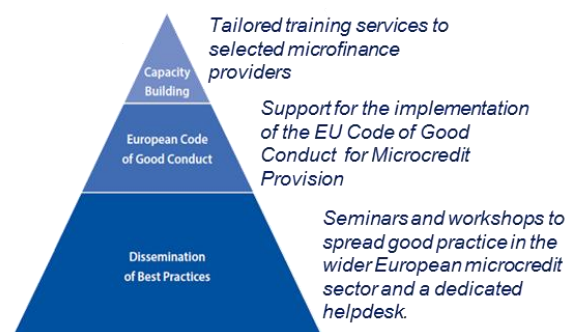 Tailored training services to
selected microfinance
providers
Capacity
Building
Support for the implementation
of the EU Code of Good
Conduct for Microcredit
Provision
European Code
of Good Conduct
Seminars and workshops to
spread good practice in the
wider European microcredit
sector and a dedicated
helpdesk.
Dissemination
of Best Practices